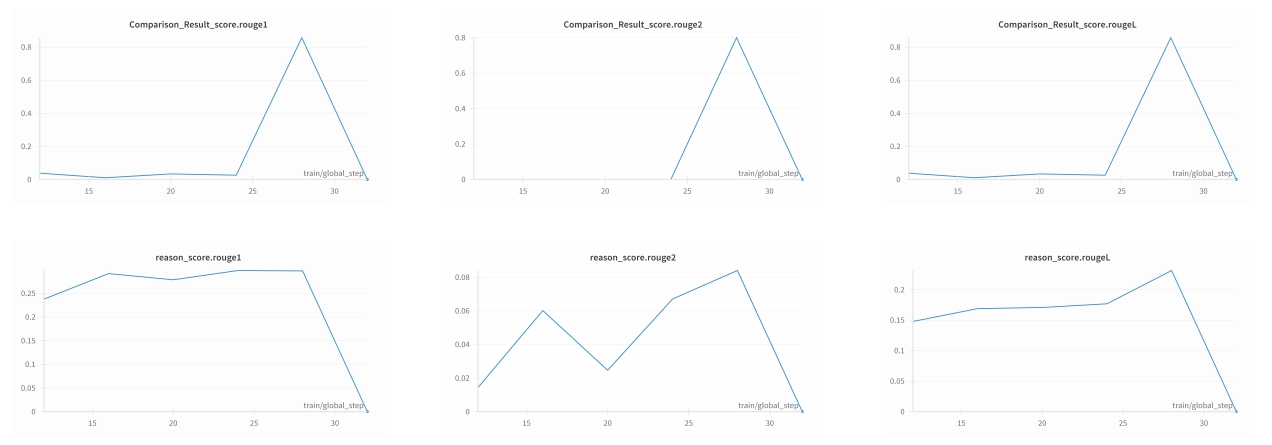 Comparison_Result_score.rouge1
0.8
0.6
0.4
0.2
0
train/global_step
15 20 25 30
Comparison_Result_score.rouge2
0.8
0.6
0.4
0.2
0
train/global_step
15 20 25 30
Comparison_Result_score.rougeL
0.8
0.6
0.4
0.2
0
train/global_step
15 20 25 30
reason_score.rouge1
0.25
0.2
0.15
0.1
0.05
0
train/global_step
15 20 25 30
reason_score.rouge2
0.08
0.06
0.04
0.02
0
train/global_step
15 20 25 30
reason_score.rougeL
0.2
0.15
0.1
0.05
0
train/global_step
15 20 25 30